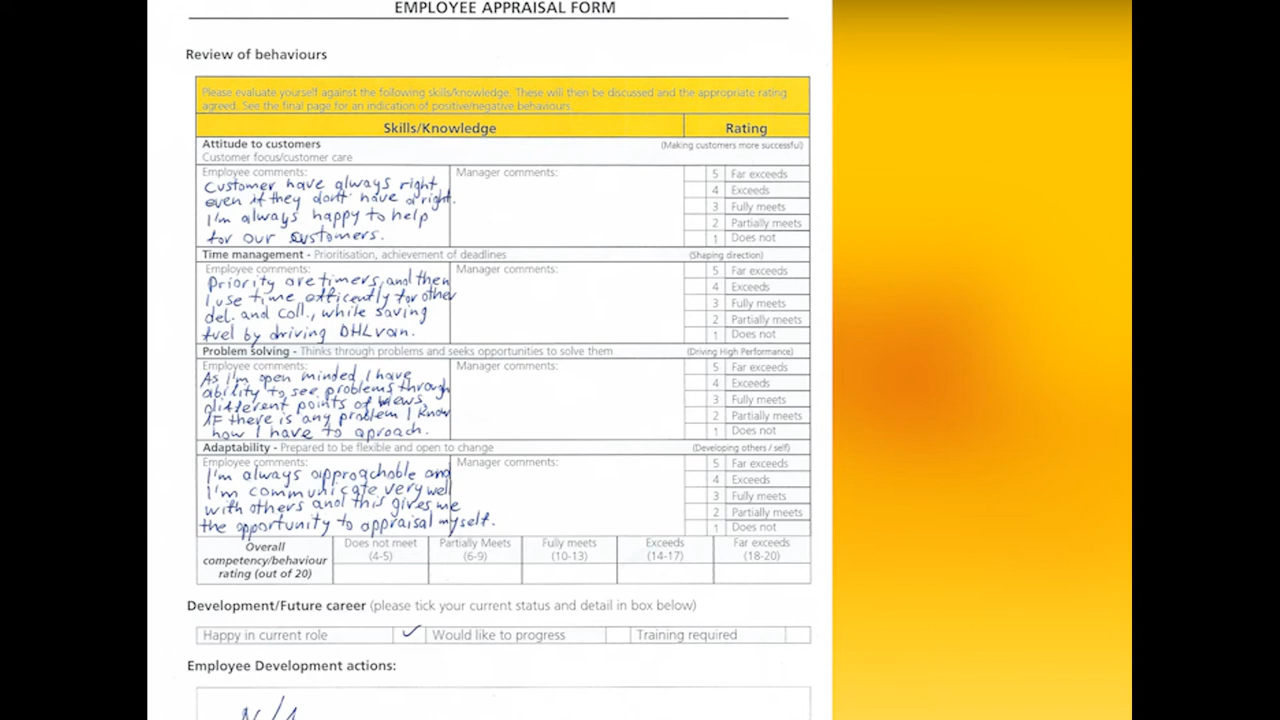 EMPLOYEE APPRAISAL FORM
Review of behaviours
Please evaluate yourself against the following skills/knowledge. These will then be discussed and the appropriate rating
agreed. See the final page for an indication of positive/negative behaviours.
Skills/Knowledge Rating
Attitude to customers (Making customers more successful)
Customer focus/customer care
Employee comments: Manager comments:
Customer have always right
even if they dont have a right.
I'm always happy to help
for our customers.
5 Far exceeds
4 Exceeds
3 Fully meets
2 Partially meets
1 Does not
Time management - Prioritisation, achievement of deadlines (Shaping direction)
Employee comments: Manager comments:
Priority are timers, and then
I use time efficently for other
del. and coll., while saving
fuel by driving DHL van.
5 Far exceeds
4 Exceeds
3 Fully meets
2 Partially meets
1 Does not
Problem solving - Thinks through problems and seeks opportunities to solve them (Driving High Performance)
Employee comments: Manager comments:
As I'm open minded I have
ability to see problems through
different points of views.
IF there is any problem I know
how I have to aproach.
5 Far exceeds
4 Exceeds
3 Fully meets
2 Partially meets
1 Does not
Adaptability - Prepared to be flexible and open to change (Developing others / self)
Employee comments: Manager comments:
I'm always approachable and
I'm communicate very well
with others and this gives me
the opportunity to appraisal myself.
5 Far exceeds
4 Exceeds
3 Fully meets
2 Partially meets
1 Does not
Overall
competency/behaviour
rating (out of 20)
Does not meet
(4-5)
Partially Meets
(6-9)
Fully meets
(10-13)
Exceeds
(14-17)
Far exceeds
(18-20)
Development/Future career (please tick your current status and detail in box below)
Happy in current role ✓ Would like to progress Training required
Employee Development actions:
N/A